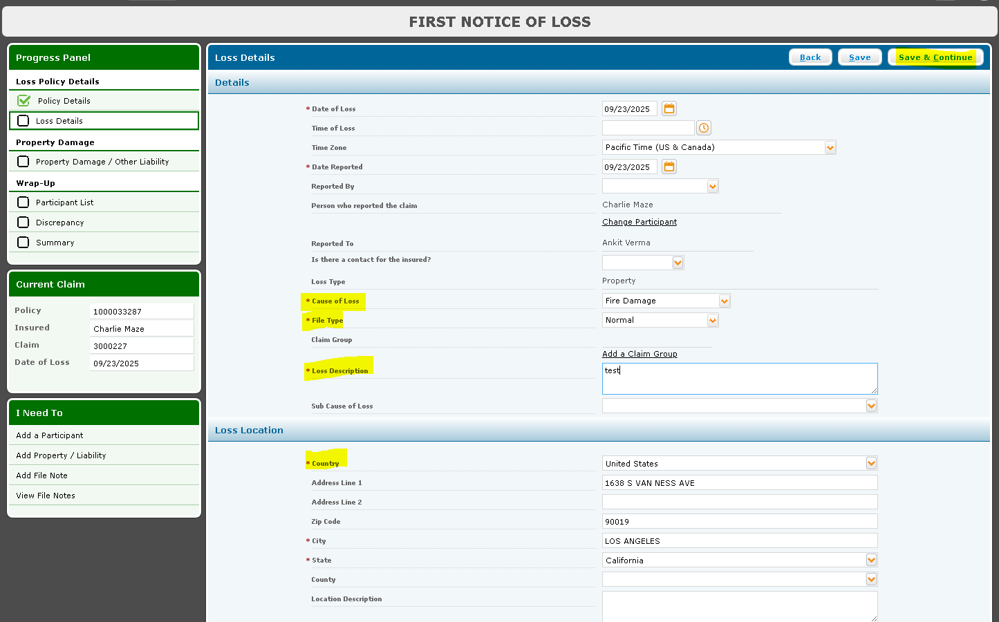 FIRST NOTICE OF LOSS
Progress Panel
Loss Policy Details
Policy Details
Loss Details
Property Damage
Property Damage / Other Liability
Wrap-Up
Participant List
Discrepancy
Summary
Current Claim
Policy 1000033287
Insured Charlie Maze
Claim 3000227
Date of Loss 09/23/2025
I Need To
Add a Participant
Add Property / Liability
Add File Note
View File Notes
Loss Details Back Save Save & Continue
Details
* Date of Loss 09/23/2025
Time of Loss
Time Zone Pacific Time (US & Canada)
* Date Reported 09/23/2025
Reported By
Person who reported the claim Charlie Maze
Change Participant
Reported To Ankit Verma
Is there a contact for the insured?
Loss Type Property
* Cause of Loss Fire Damage
* File Type Normal
Claim Group
Add a Claim Group
* Loss Description test
Sub Cause of Loss
Loss Location
* Country United States
Address Line 1 1638 S VAN NESS AVE
Address Line 2
Zip Code 90019
* City LOS ANGELES
* State California
County
Location Description